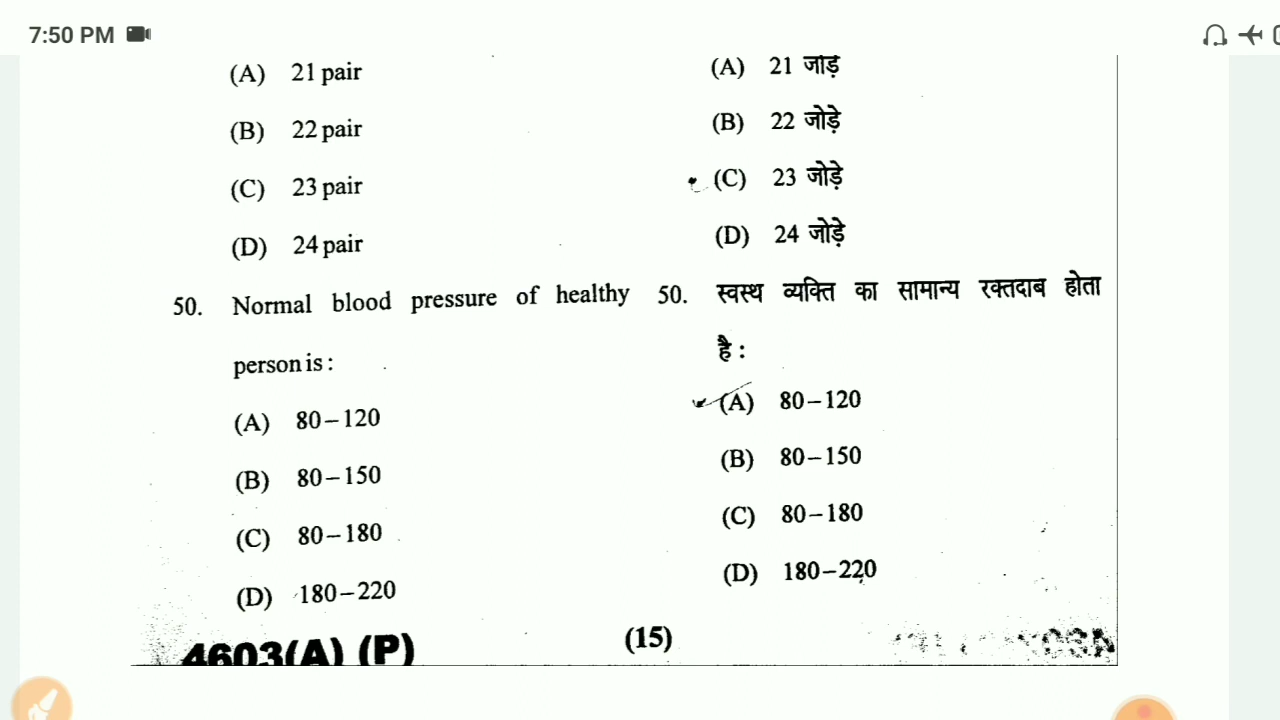 7:50 PM
(A) 21 pair
(B) 22 pair
(C) 23 pair
(D) 24 pair
50. Normal blood pressure of healthy
person is :
(A) 80–120
(B) 80–150
(C) 80–180
(D) 180–220
(A) 21 जोड़े
(B) 22 जोड़े
(C) 23 जोड़े
(D) 24 जोड़े
50. स्वस्थ व्यक्ति का सामान्य रक्तदाब होता
है :
(A) 80–120
(B) 80–150
(C) 80–180
(D) 180–220
4603(A) (P)
(15)